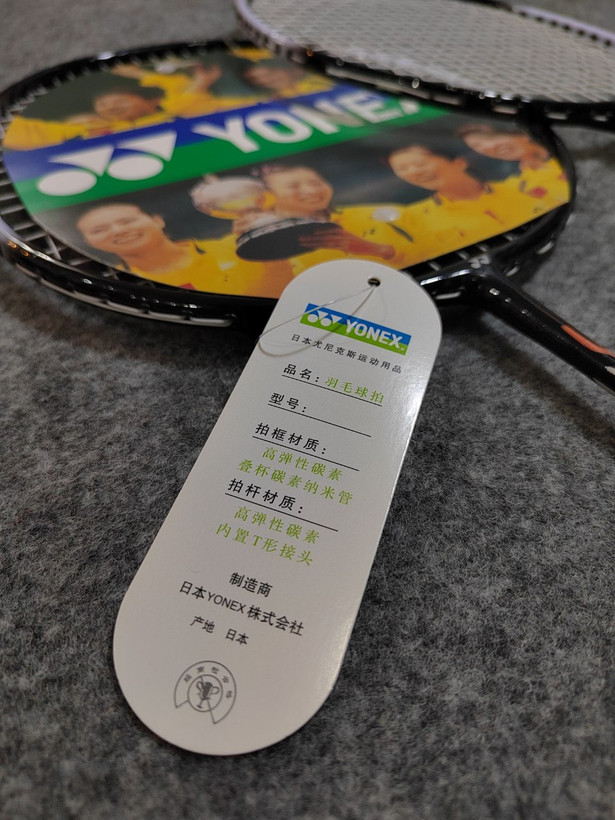 YONEX
YONEX
日本尤尼克斯运动用品
品名：羽毛球拍
型号：
拍框材质：
高弹性碳素
叠杯碳素纳米管
拍杆材质：
高弹性碳素
内置T形接头
制造商
日本YONEX株式会社
产地 日本